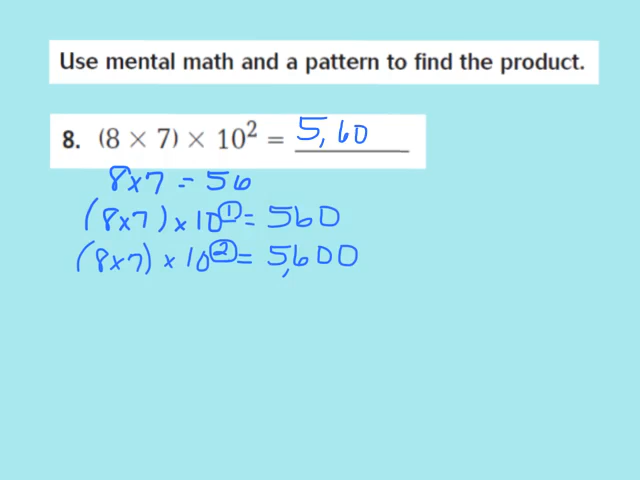 Use mental math and a pattern to find the product.
8. (8 × 7) × 10² = 5,60
8x7 = 56
(8x7) x 10¹ = 560
(8x7) x 10² = 5,600